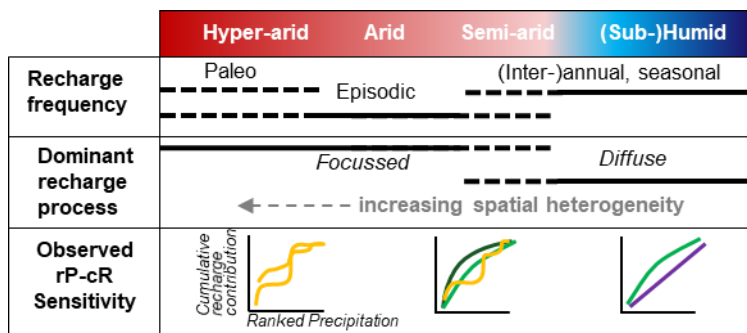 Hyper-arid Arid Semi-arid (Sub-)Humid
Recharge
frequency
Paleo
Episodic
(Inter-)annual, seasonal
Dominant
recharge
process
Focussed
Diffuse
increasing spatial heterogeneity
Observed
rP-cR
Sensitivity
Cumulative
recharge
contribution
Ranked Precipitation